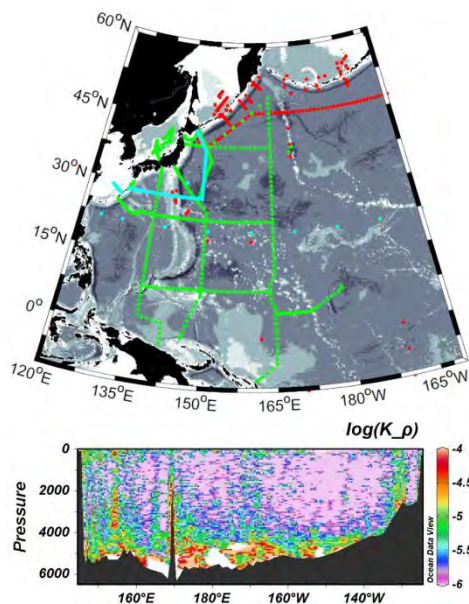 60°N
45°N
30°N
15°N
0°
120°E
135°E
150°E
165°E
180°W
165°W
log(K_ρ)
Pressure
0
2000
4000
6000
160°E
180°E
160°W
140°W
-4
-4.5
-5
-5.5
-6
Ocean Data View